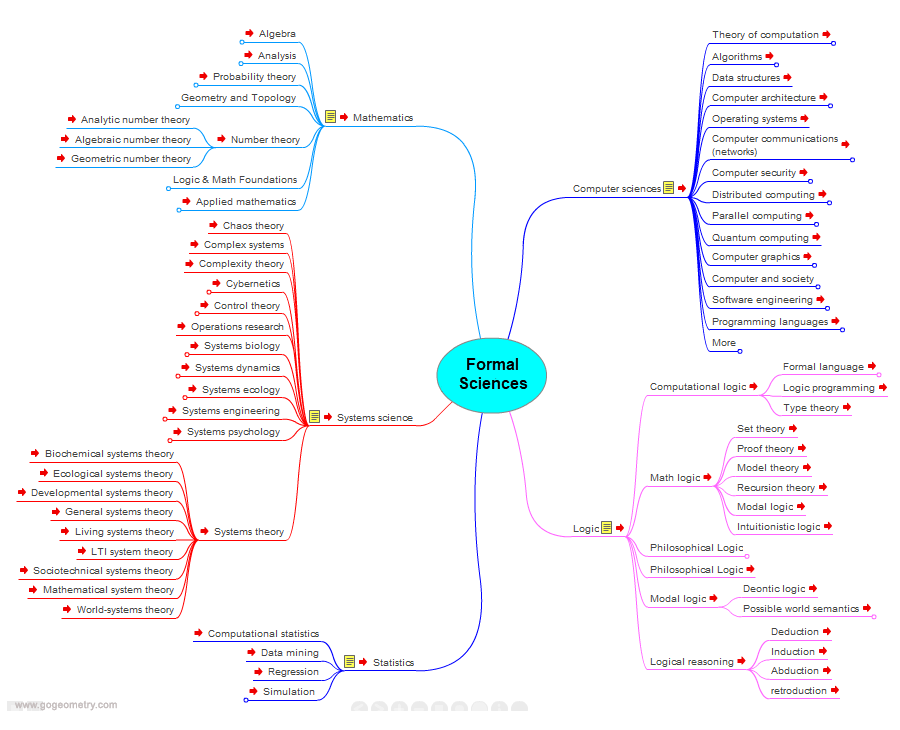 Formal
Sciences
Mathematics
Algebra
Analysis
Probability theory
Geometry and Topology
Number theory
Analytic number theory
Algebraic number theory
Geometric number theory
Logic & Math Foundations
Applied mathematics
Systems science
Chaos theory
Complex systems
Complexity theory
Cybernetics
Control theory
Operations research
Systems biology
Systems dynamics
Systems ecology
Systems engineering
Systems psychology
Systems theory
Biochemical systems theory
Ecological systems theory
Developmental systems theory
General systems theory
Living systems theory
LTI system theory
Sociotechnical systems theory
Mathematical system theory
World-systems theory
Statistics
Computational statistics
Data mining
Regression
Simulation
Computer sciences
Theory of computation
Algorithms
Data structures
Computer architecture
Operating systems
Computer communications
(networks)
Computer security
Distributed computing
Parallel computing
Quantum computing
Computer graphics
Computer and society
Software engineering
Programming languages
More
Logic
Computational logic
Formal language
Logic programming
Type theory
Math logic
Set theory
Proof theory
Model theory
Recursion theory
Modal logic
Intuitionistic logic
Philosophical Logic
Philosophical Logic
Modal logic
Deontic logic
Possible world semantics
Logical reasoning
Deduction
Induction
Abduction
retroduction
www.gogeometry.com